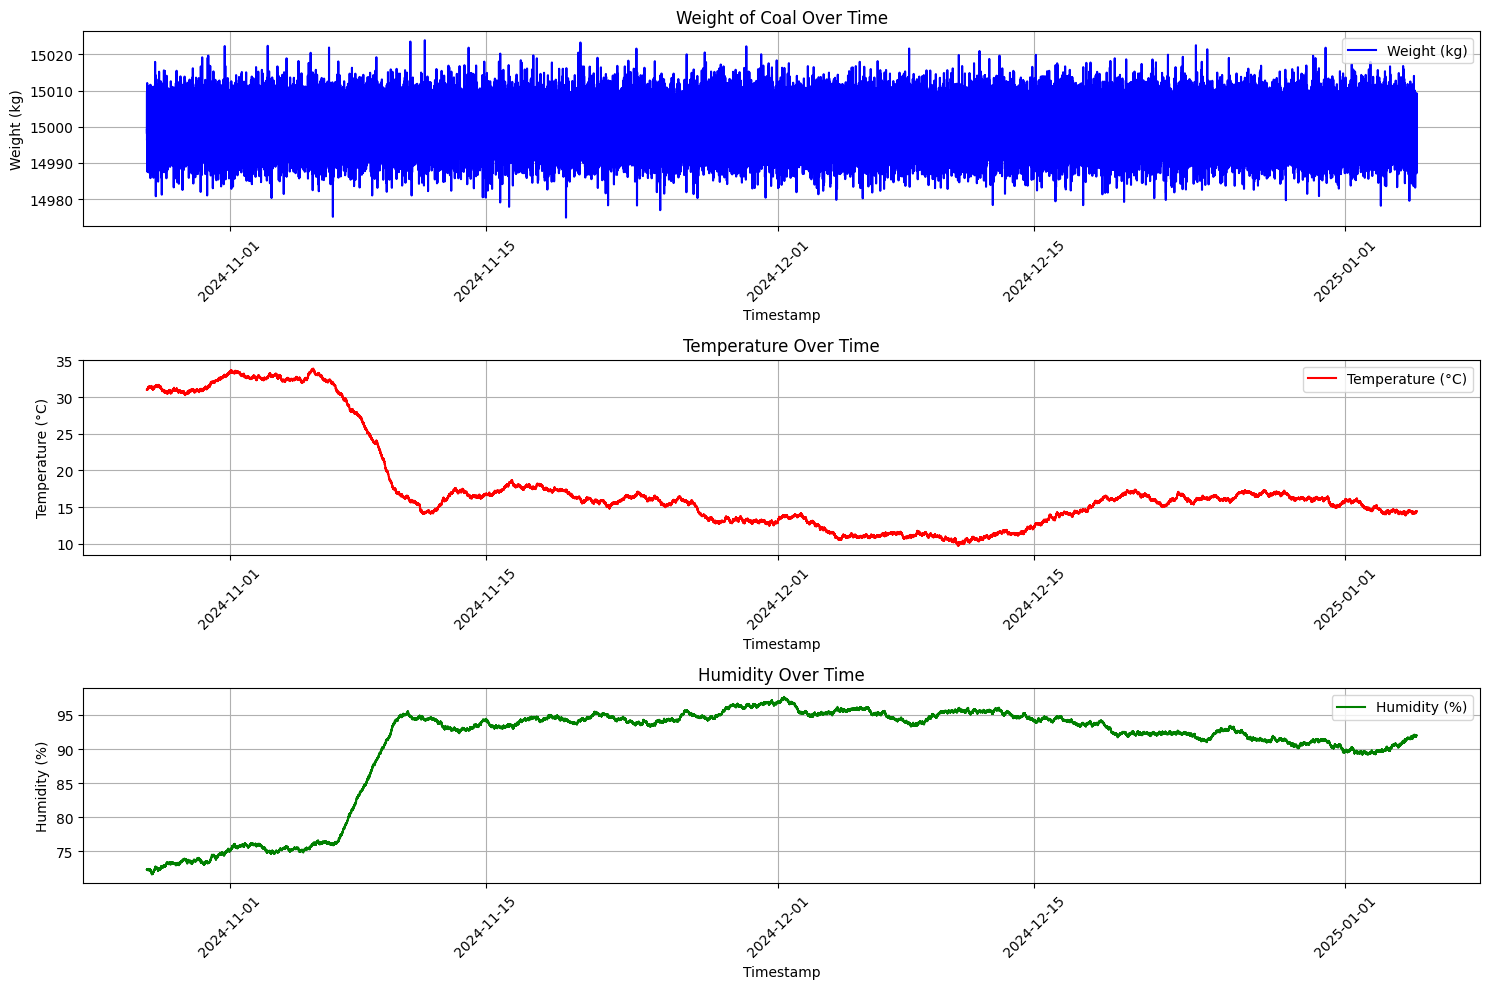 Weight of Coal Over Time
Weight (kg)
15020
15010
15000
14990
14980
Weight (kg)
2024-11-01
2024-11-15
2024-12-01
2024-12-15
2025-01-01
Timestamp
Temperature Over Time
Temperature (°C)
35
30
25
20
15
10
Temperature (°C)
2024-11-01
2024-11-15
2024-12-01
2024-12-15
2025-01-01
Timestamp
Humidity Over Time
Humidity (%)
95
90
85
80
75
Humidity (%)
2024-11-01
2024-11-15
2024-12-01
2024-12-15
2025-01-01
Timestamp